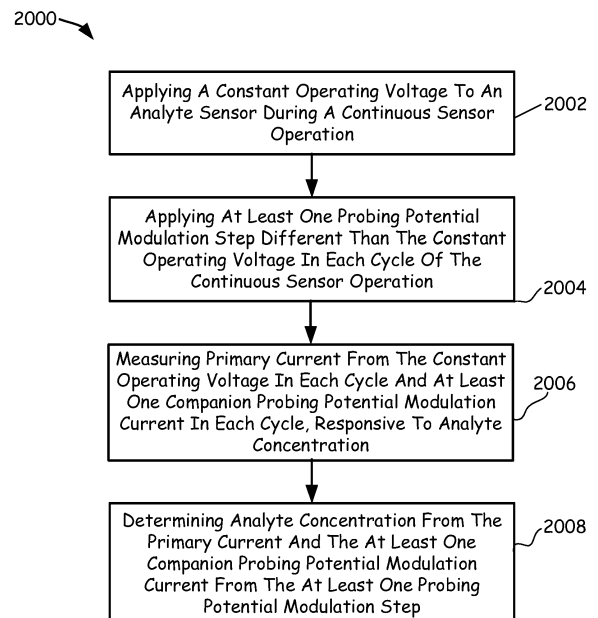 2000
Applying A Constant Operating Voltage To An
Analyte Sensor During A Continuous Sensor
Operation
2002
Applying At Least One Probing Potential
Modulation Step Different Than The Constant
Operating Voltage In Each Cycle Of The
Continuous Sensor Operation
2004
Measuring Primary Current From The Constant
Operating Voltage In Each Cycle And At Least
One Companion Probing Potential Modulation
Current In Each Cycle, Responsive To Analyte
Concentration
2006
Determining Analyte Concentration From The
Primary Current And The At Least One
Companion Probing Potential Modulation
Current From The At Least One Probing
Potential Modulation Step
2008